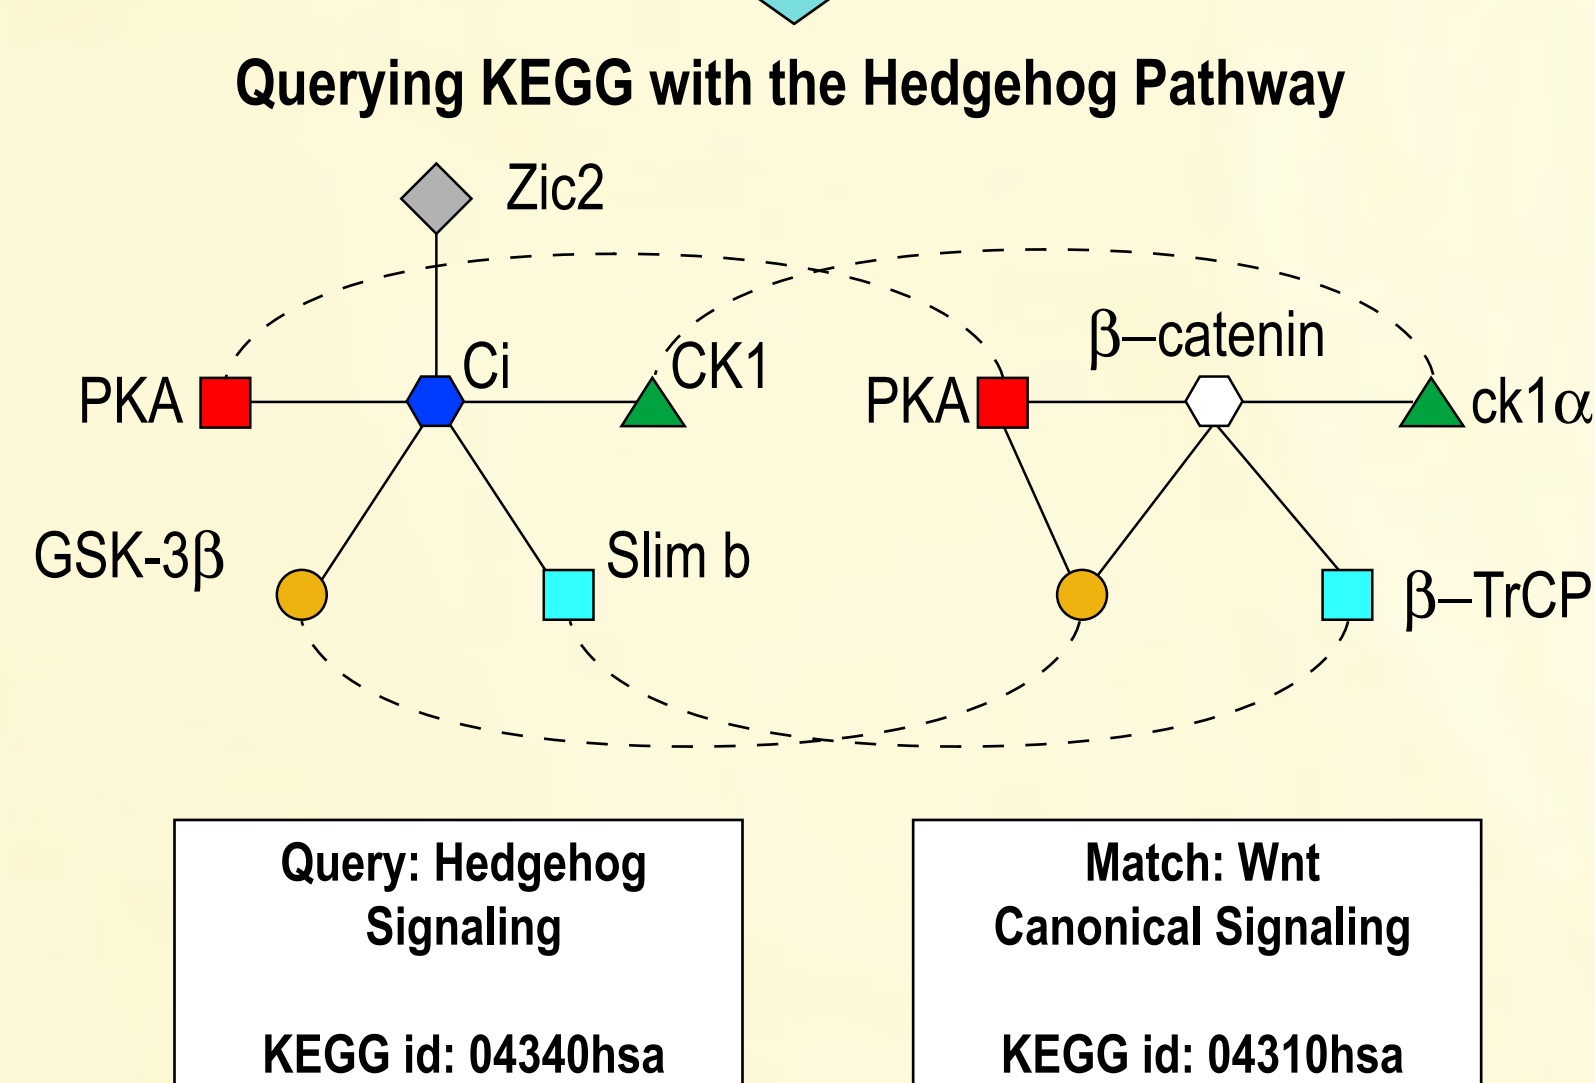 Querying KEGG with the Hedgehog Pathway
Zic2
PKA
Ci
CK1
GSK-3β
Slim b
PKA
β–catenin
ck1α
β–TrCP
Query: Hedgehog
Signaling
KEGG id: 04340hsa
Match: Wnt
Canonical Signaling
KEGG id: 04310hsa